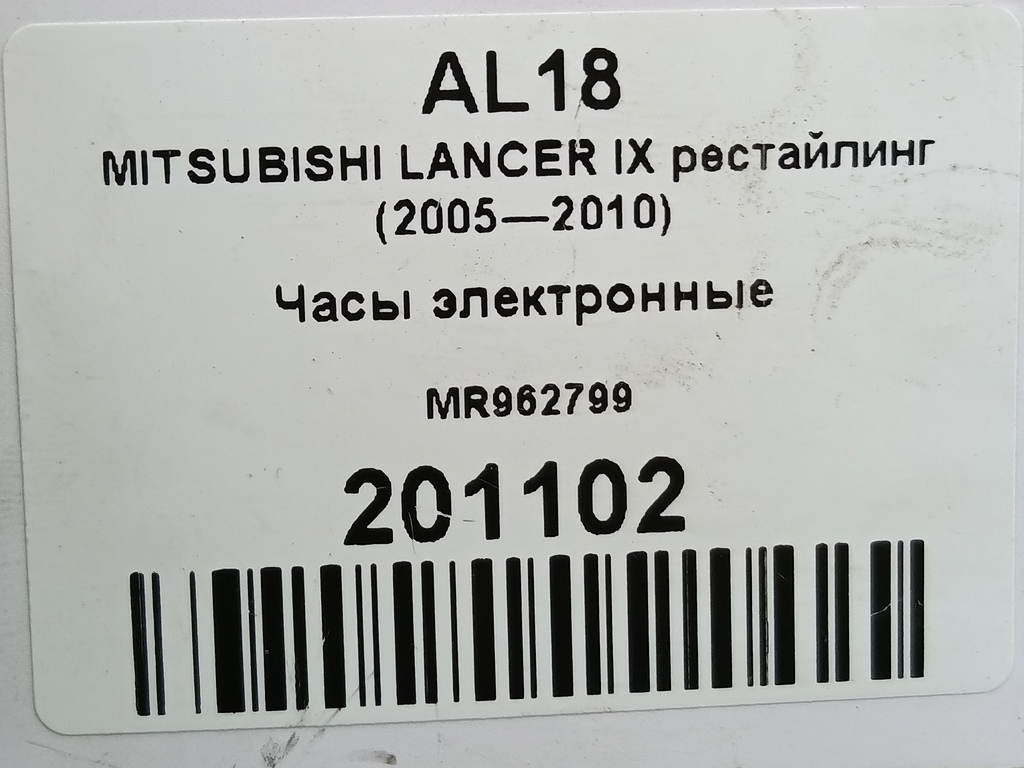 AL18
MITSUBISHI LANCER IX рестайлинг
(2005—2010)
Часы электронные
MR962799
201102